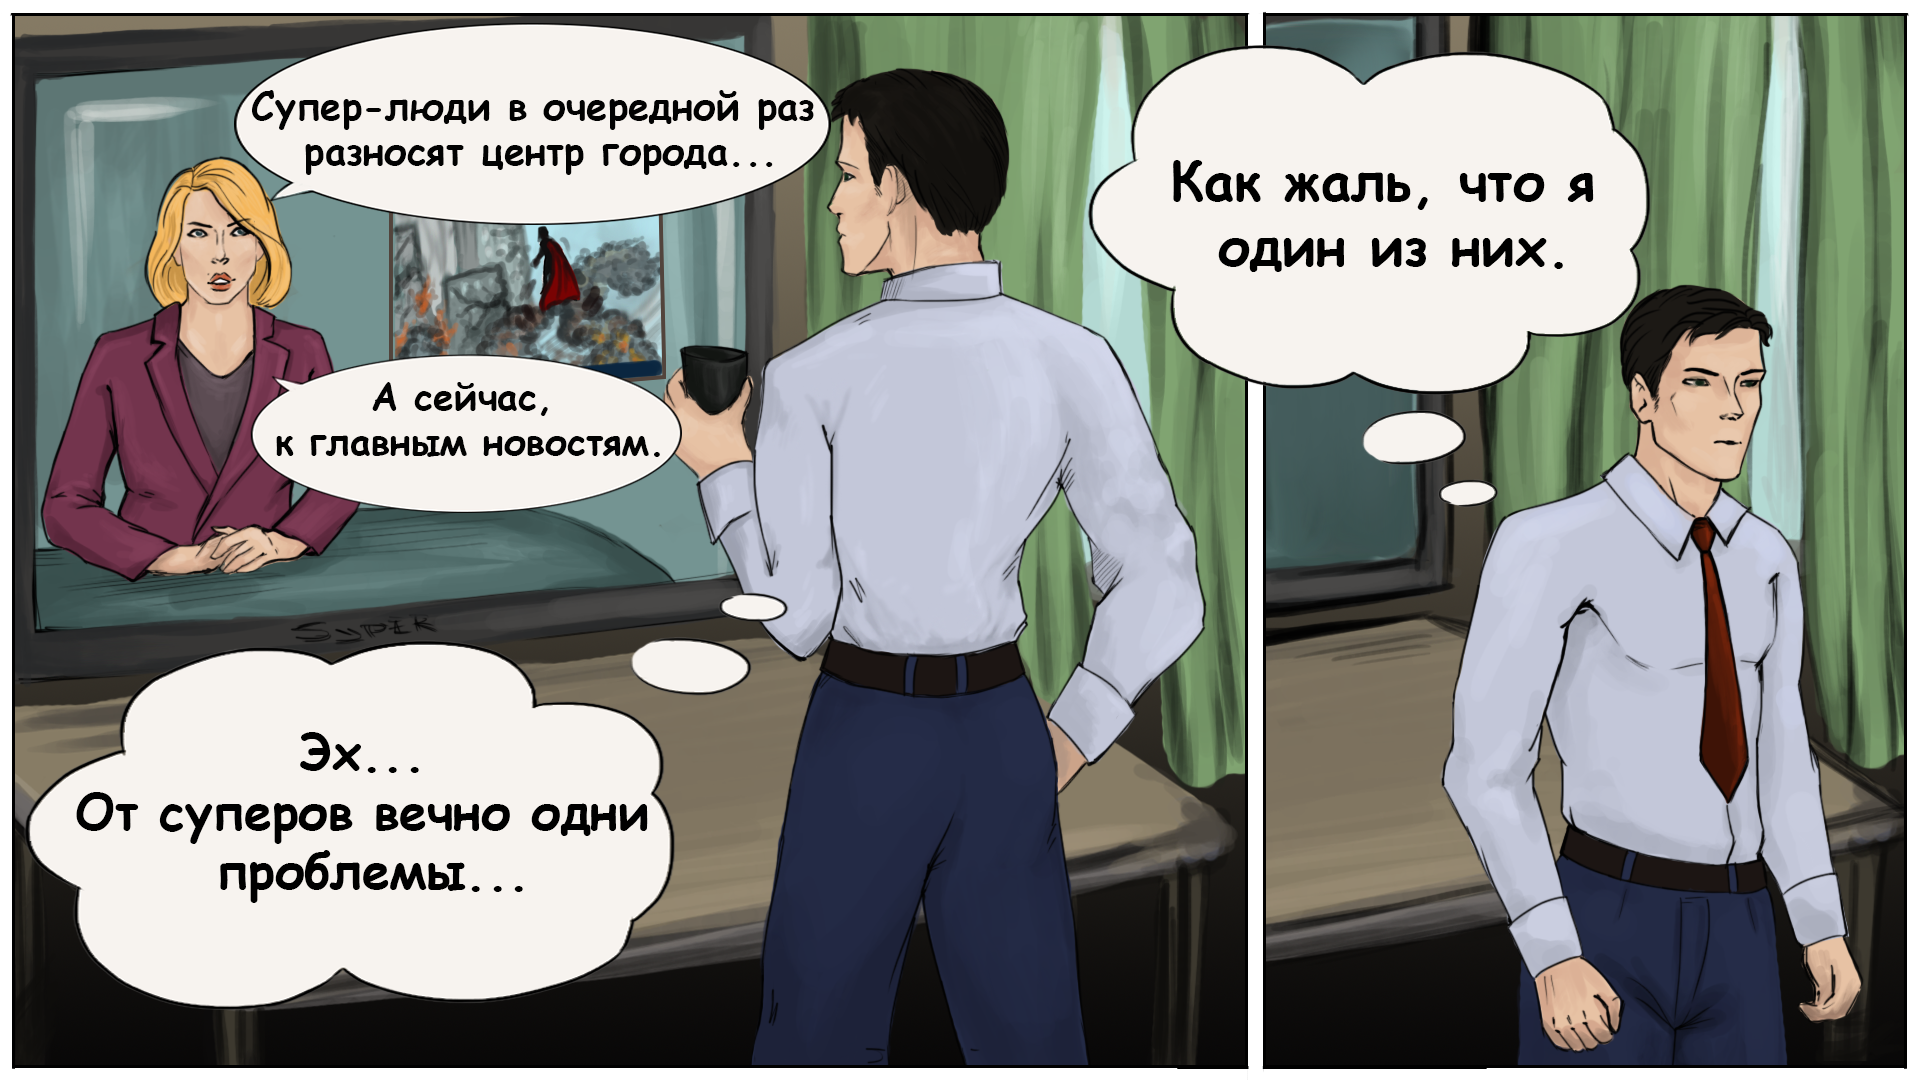 Супер-люди в очередной раз
разносят центр города...
А сейчас,
к главным новостям.
Эх...
От суперов вечно одни
проблемы...
Как жаль, что я
один из них.